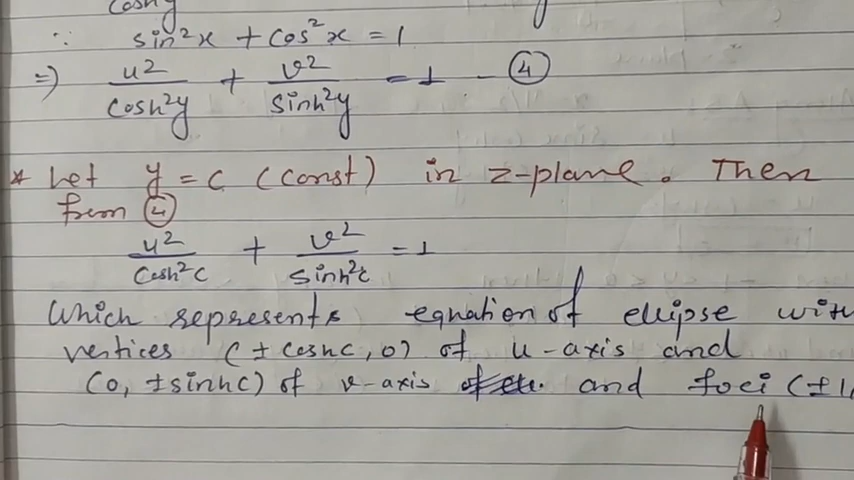 cosh y y
∵ sin²x + cos²x = 1
⇒ u²/cosh²y + v²/sinh²y = 1 - ④
* Let y = c (const) in z-plane. Then
from ④
u²/cosh²c + v²/sinh²c = 1
Which represents equation of ellipse with
vertices (±coshc, 0) of u-axis and
(0, ±sinhc) of v-axis and foci (±1,